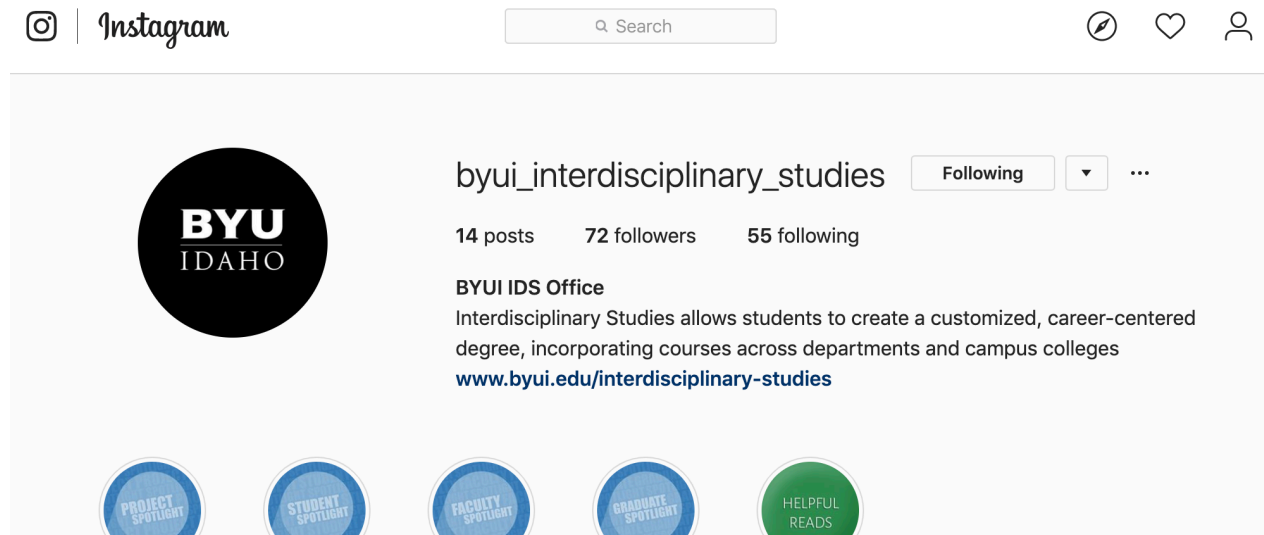 Instagram
Search
byui_interdisciplinary_studies Following
14 posts 72 followers 55 following
BYU
IDAHO
BYUI IDS Office
Interdisciplinary Studies allows students to create a customized, career-centered
degree, incorporating courses across departments and campus colleges
www.byui.edu/interdisciplinary-studies
PROJECT
SPOTLIGHT
STUDENT
SPOTLIGHT
FACULTY
SPOTLIGHT
GRADUATE
SPOTLIGHT
HELPFUL
READS